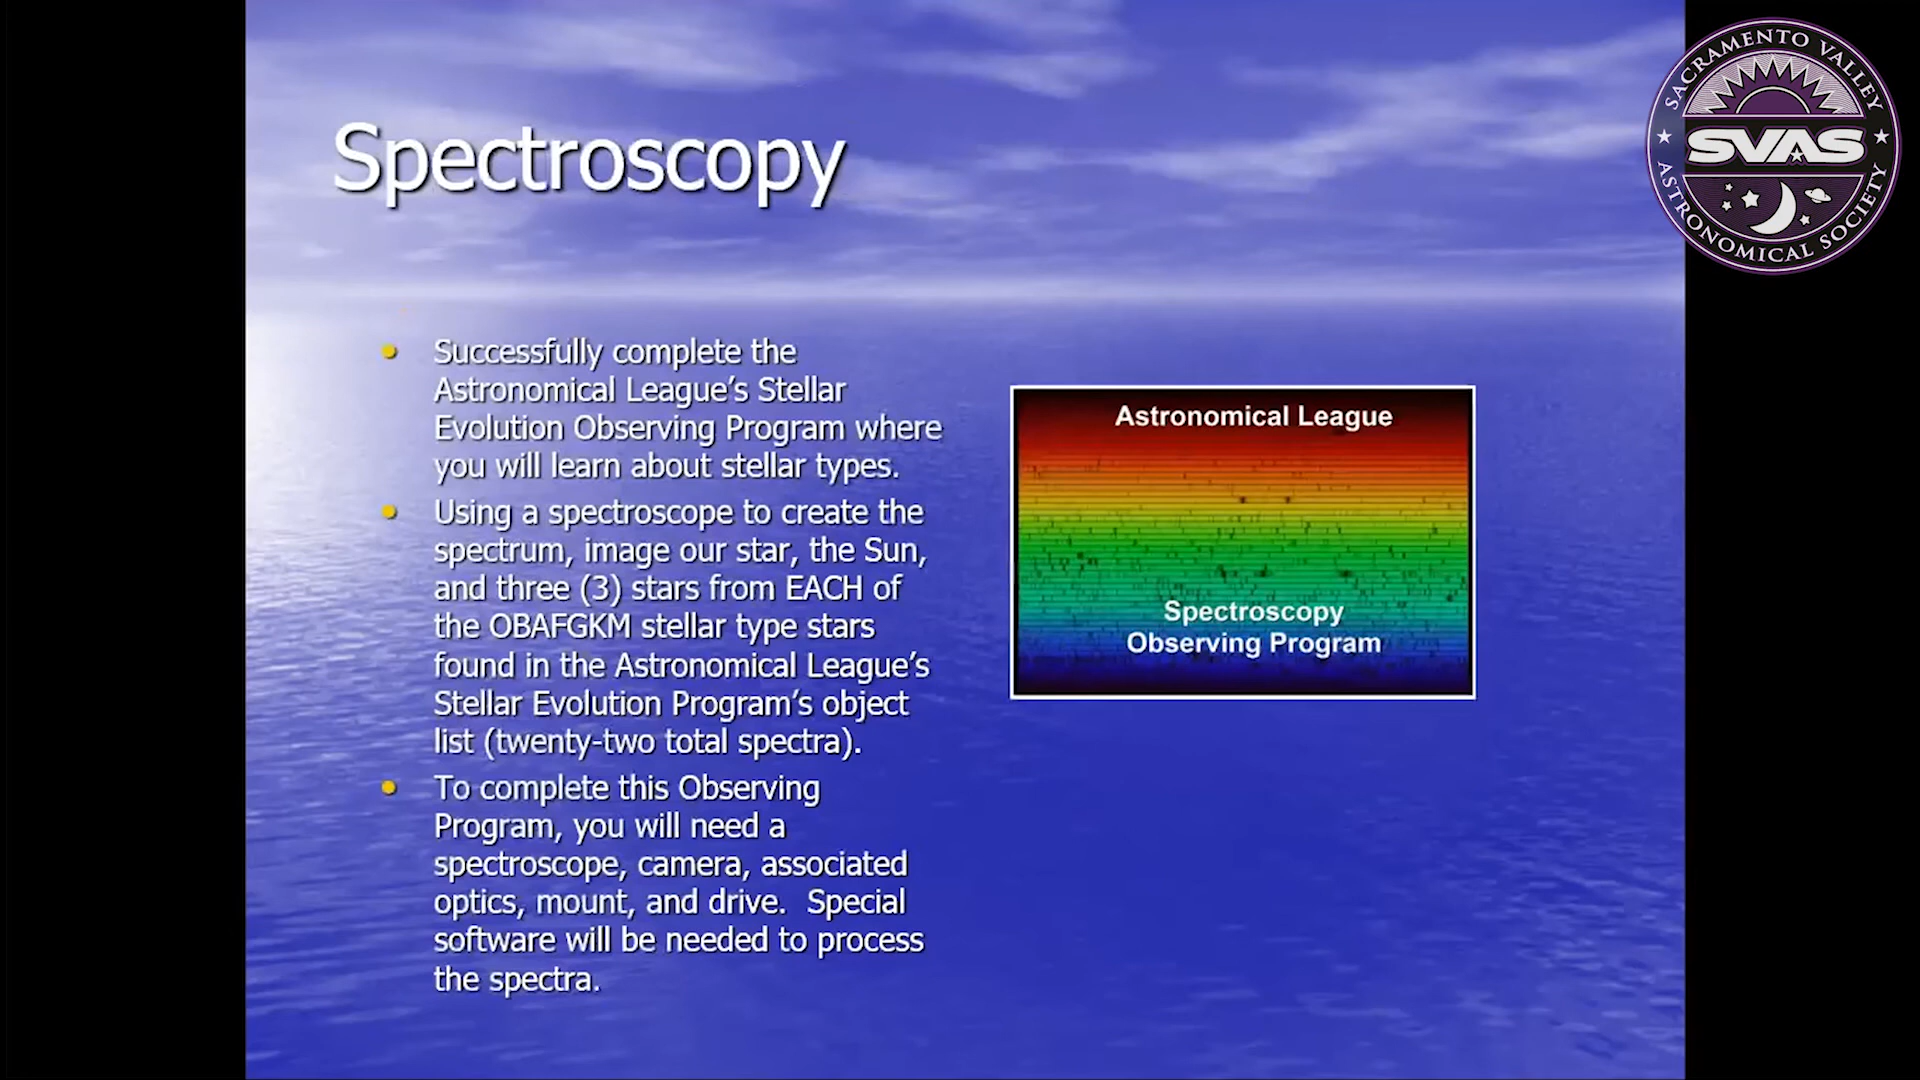 Spectroscopy
Successfully complete the
Astronomical League's Stellar
Evolution Observing Program where
you will learn about stellar types.
Using a spectroscope to create the
spectrum, image our star, the Sun,
and three (3) stars from EACH of
the OBAFGKM stellar type stars
found in the Astronomical League's
Stellar Evolution Program's object
list (twenty-two total spectra).
To complete this Observing
Program, you will need a
spectroscope, camera, associated
optics, mount, and drive.  Special
software will be needed to process
the spectra.
Astronomical League
Spectroscopy
Observing Program
SACRAMENTO VALLEY
SVAS
ASTRONOMICAL SOCIETY